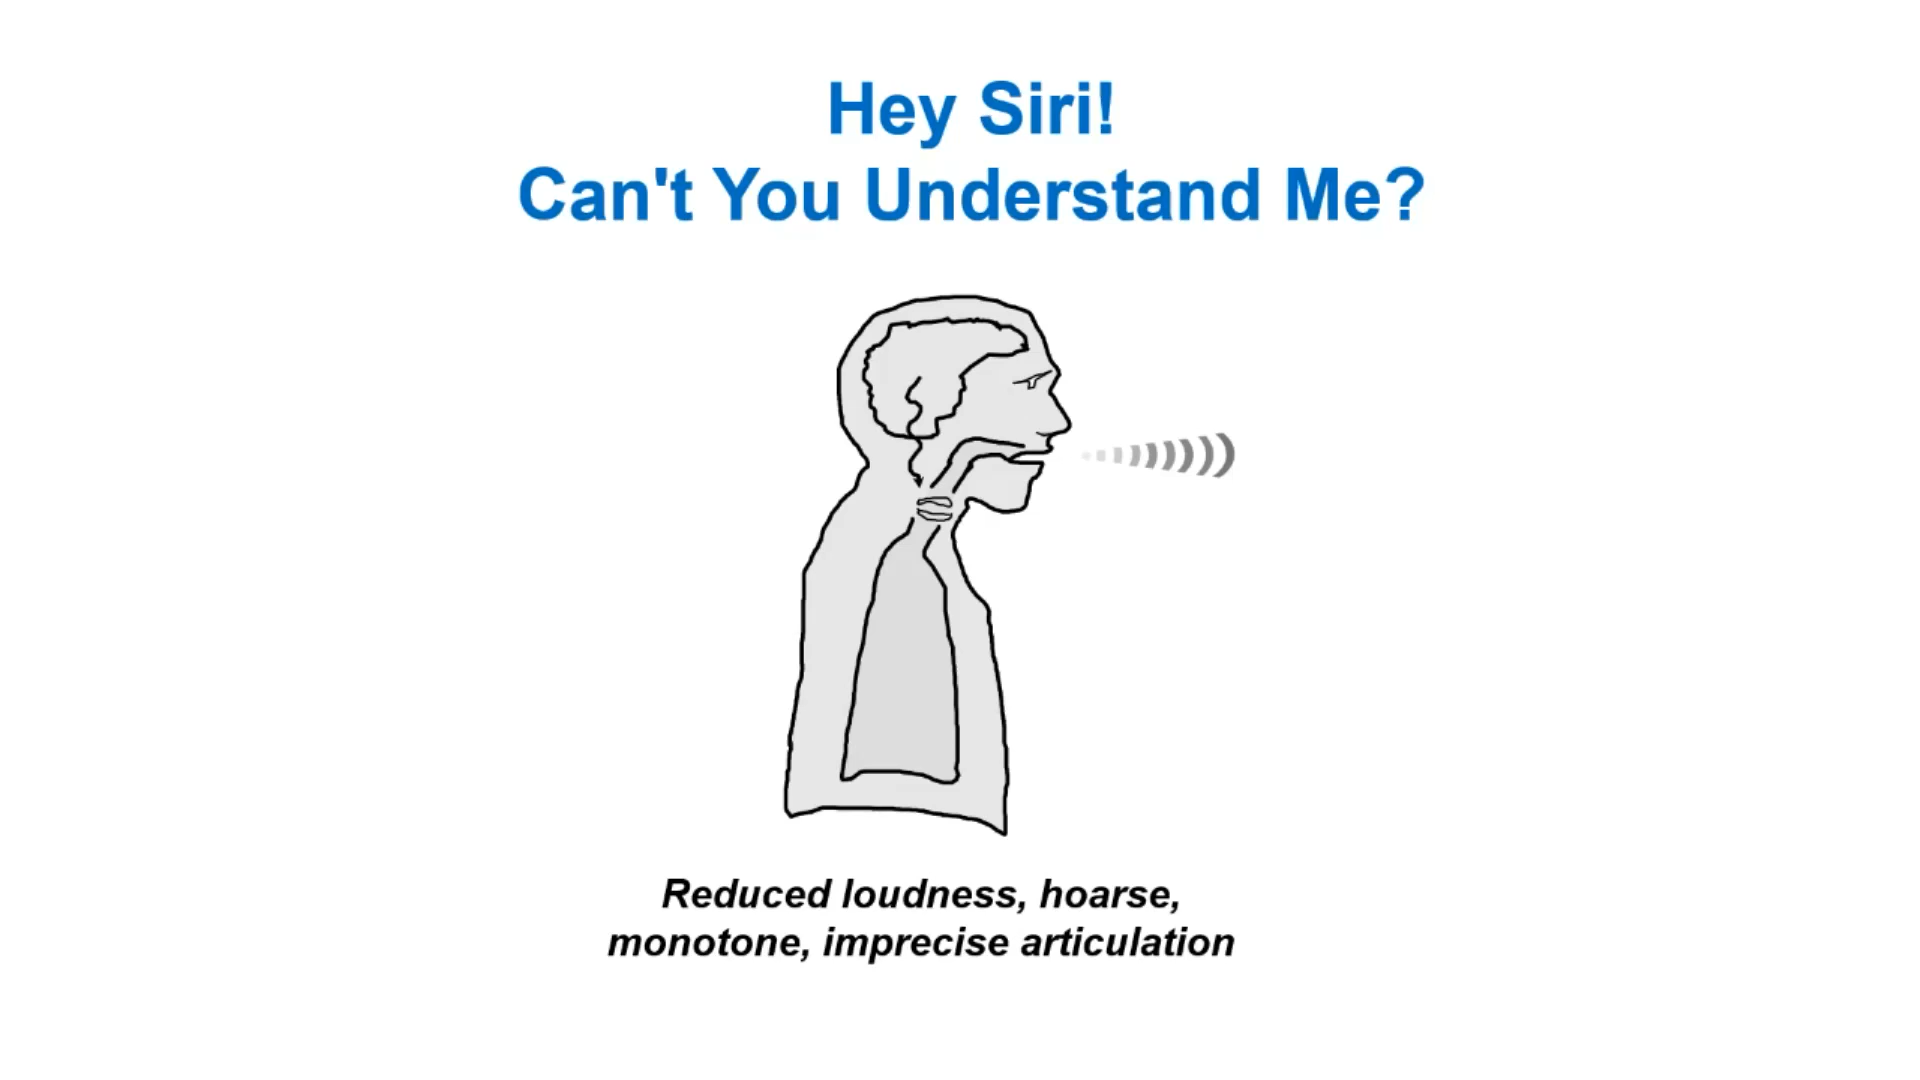 Hey Siri!
Can't You Understand Me?
Reduced loudness, hoarse,
monotone, imprecise articulation